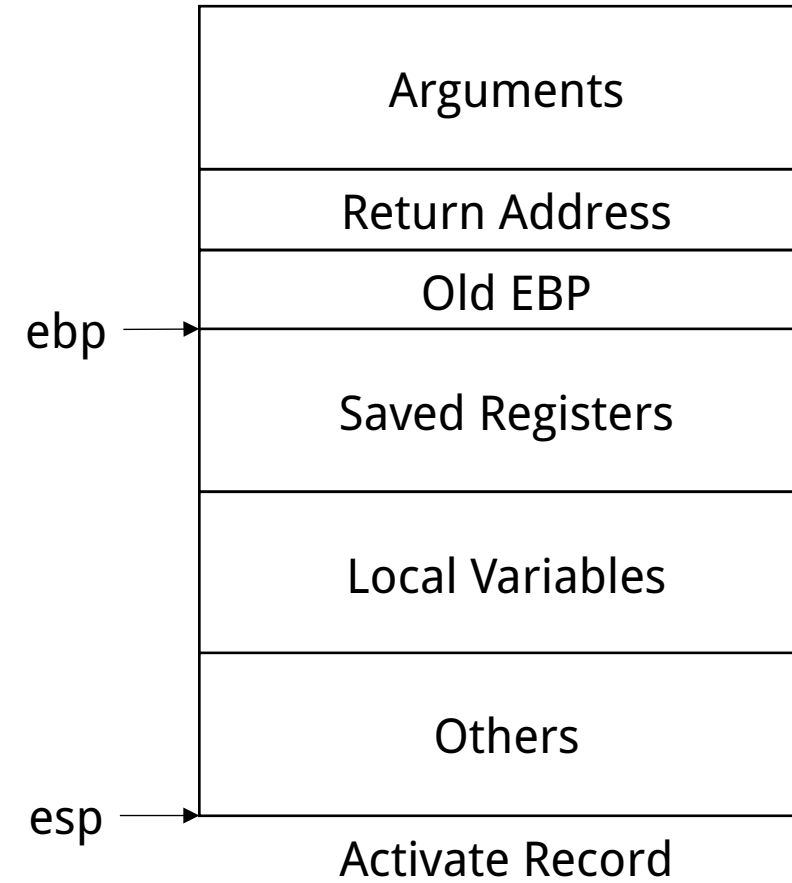 Arguments
Return Address
Old EBP
ebp
Saved Registers
Local Variables
Others
esp
Activate Record